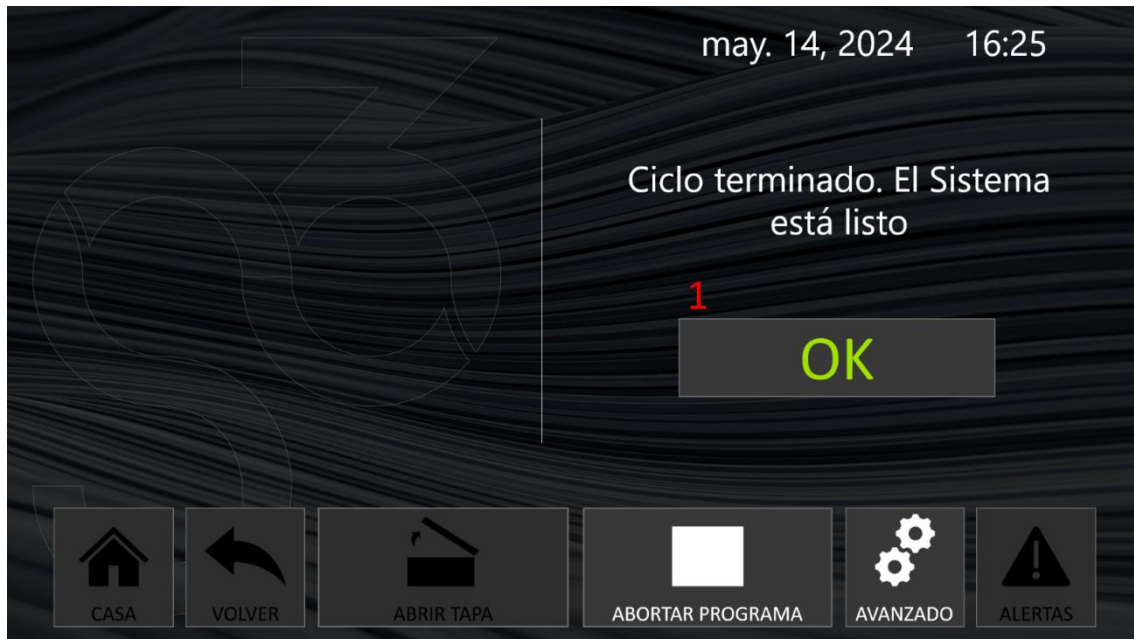 may. 14, 2024 16:25
Ciclo terminado. El Sistema
está listo
1
OK
CASA
VOLVER
ABRIR TAPA
ABORTAR PROGRAMA
AVANZADO
ALERTAS